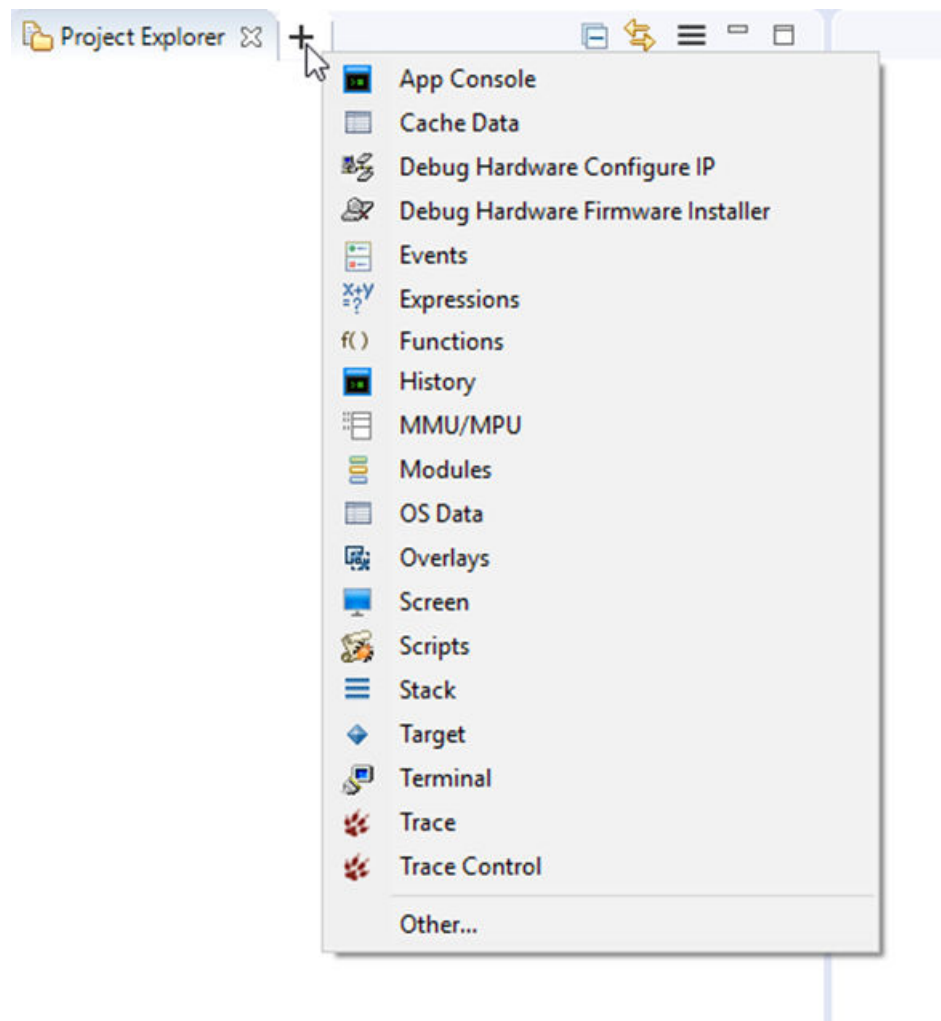 Project Explorer
App Console
Cache Data
Debug Hardware Configure IP
Debug Hardware Firmware Installer
Events
x+y
=?
Expressions
f( )
Functions
History
MMU/MPU
Modules
OS Data
Overlays
Screen
Scripts
Stack
Target
Terminal
Trace
Trace Control
Other...